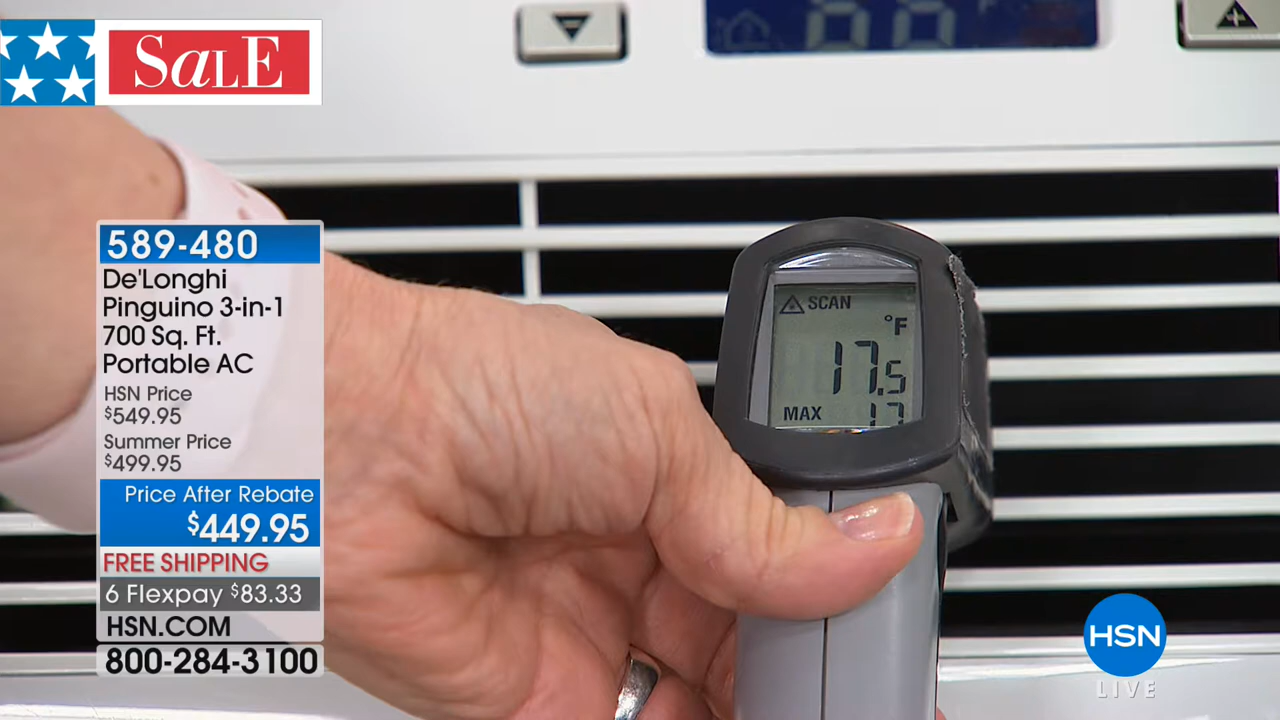 SALE
589-480
De'Longhi
Pinguino 3-in-1
700 Sq. Ft.
Portable AC
HSN Price
$549.95
Summer Price
$499.95
Price After Rebate
$449.95
FREE SHIPPING
6 Flexpay $83.33
HSN.COM
800-284-3100
SCAN
°F
17.5
MAX 17
HSN
LIVE